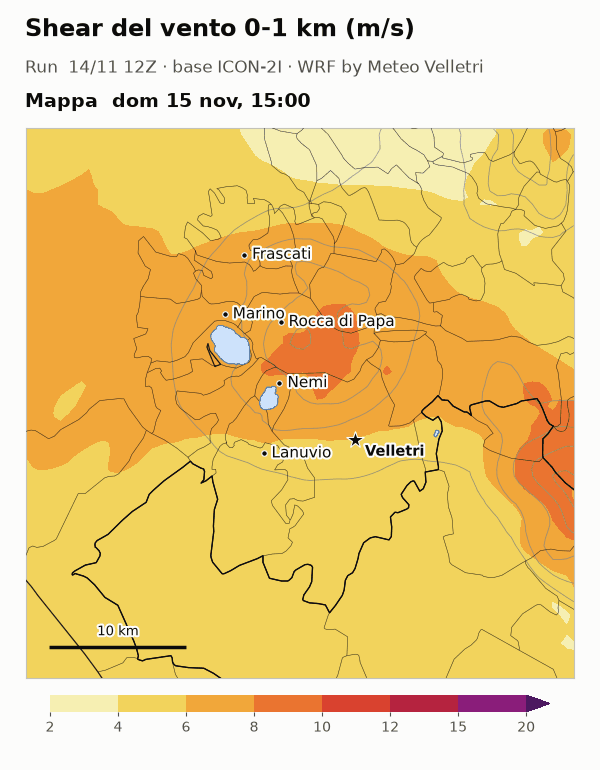 Shear del vento 0-1 km (m/s)
Run  14/11 12Z · base ICON-2I · WRF by Meteo Velletri
Mappa  dom 15 nov, 15:00
Frascati
Marino
Rocca di Papa
Nemi
Velletri
Lanuvio
10 km
2 4 6 8 10 12 15 20